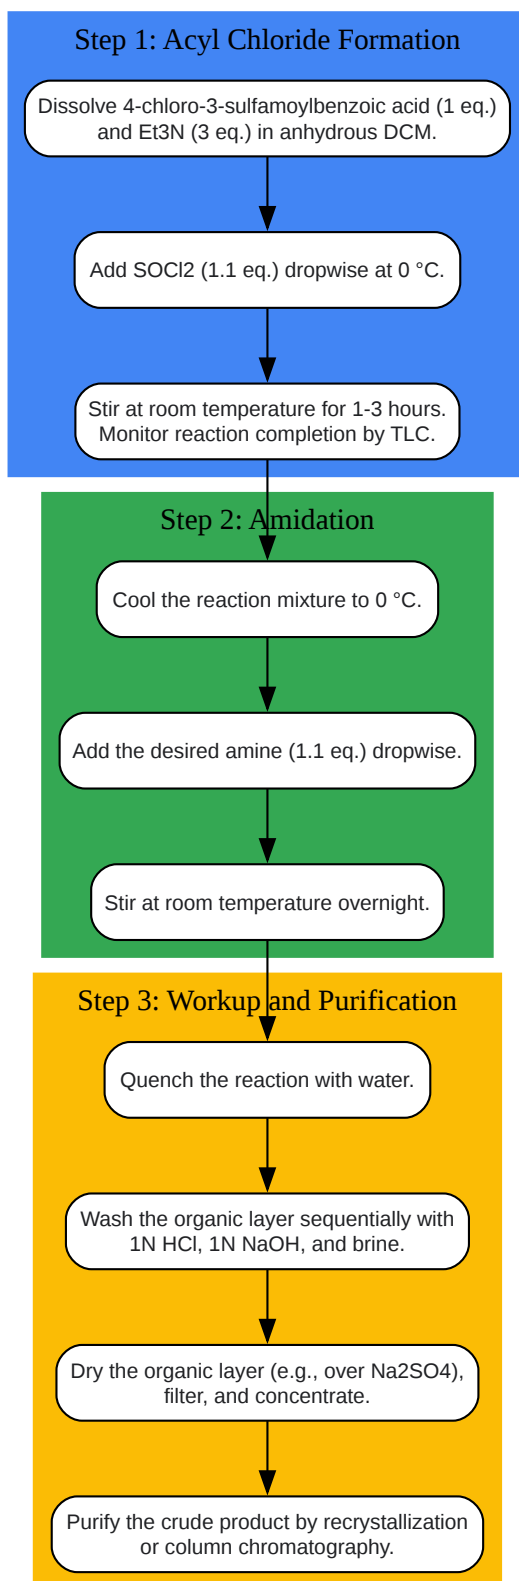 Step 1: Acyl Chloride Formation
Dissolve 4-chloro-3-sulfamoylbenzoic acid (1 eq.)
and Et3N (3 eq.) in anhydrous DCM.
Add SOCl2 (1.1 eq.) dropwise at 0 °C.
Stir at room temperature for 1-3 hours.
Monitor reaction completion by TLC.
Step 2: Amidation
Cool the reaction mixture to 0 °C.
Add the desired amine (1.1 eq.) dropwise.
Stir at room temperature overnight.
Step 3: Workup and Purification
Quench the reaction with water.
Wash the organic layer sequentially with
1N HCl, 1N NaOH, and brine.
Dry the organic layer (e.g., over Na2SO4),
filter, and concentrate.
Purify the crude product by recrystallization
or column chromatography.